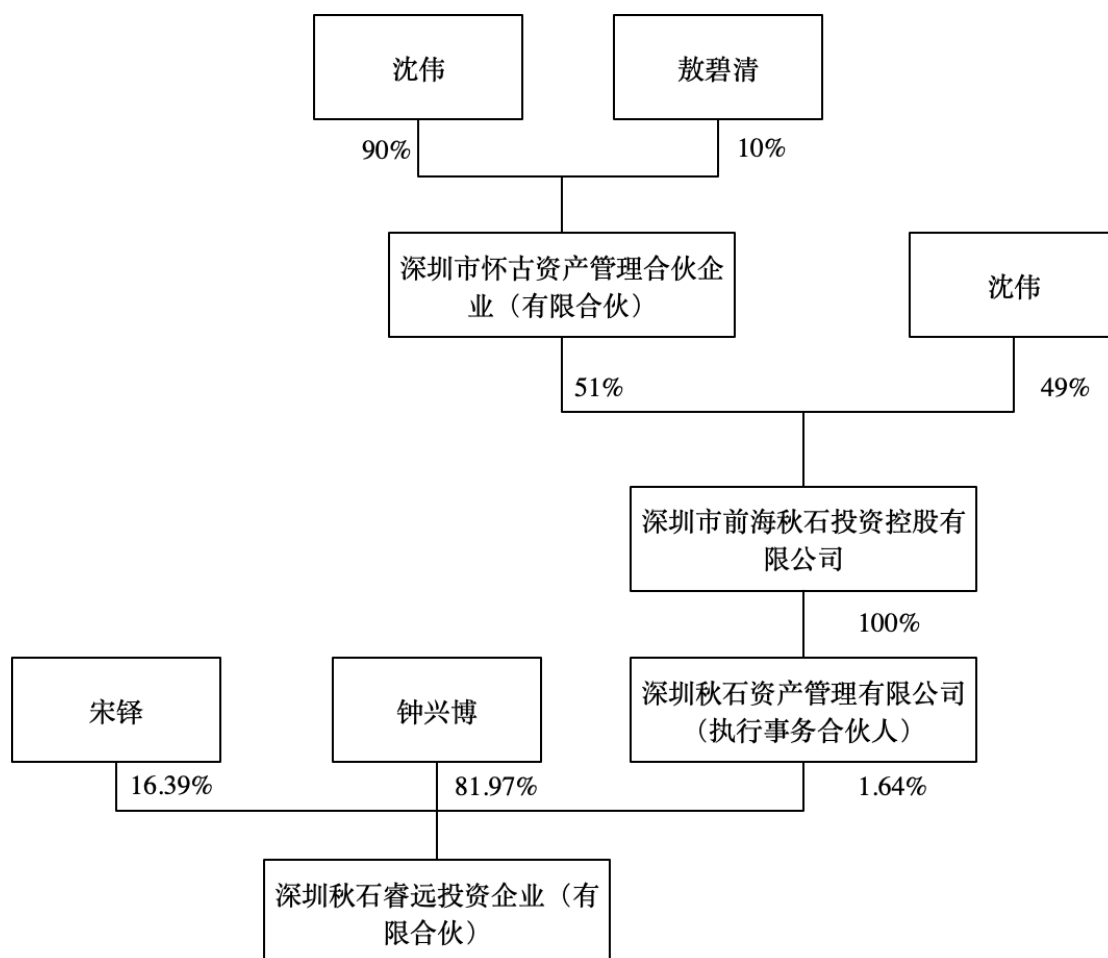 沈伟
敖碧清
90%
10%
深圳市怀古资产管理合伙企
业（有限合伙）
沈伟
51%
49%
深圳市前海秋石投资控股有
限公司
100%
宋铎
钟兴博
深圳秋石资产管理有限公司
（执行事务合伙人）
16.39%
81.97%
1.64%
深圳秋石睿远投资企业（有
限合伙）